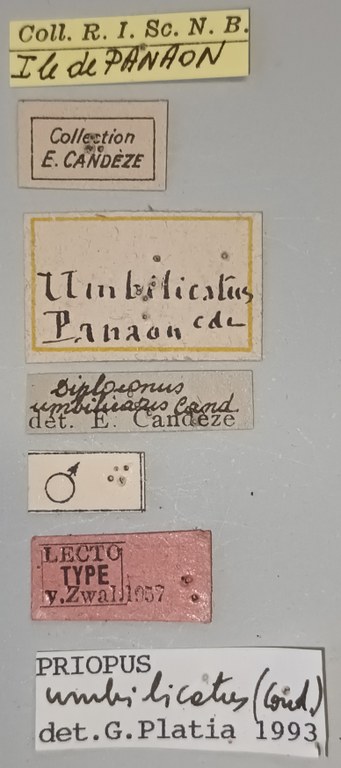 Coll. R. I. Sc. N. B.
Ile de PANAON
Collection
E. CANDÈZE
Umbilicatus
Panaon cdz
Diploconus
umbilicatus Cand.
det. E. Candèze
♂
LECTO
TYPE
v.Zwal.1957
PRIOPUS
umbilicatus (Cand.)
det.G.Platia 1993